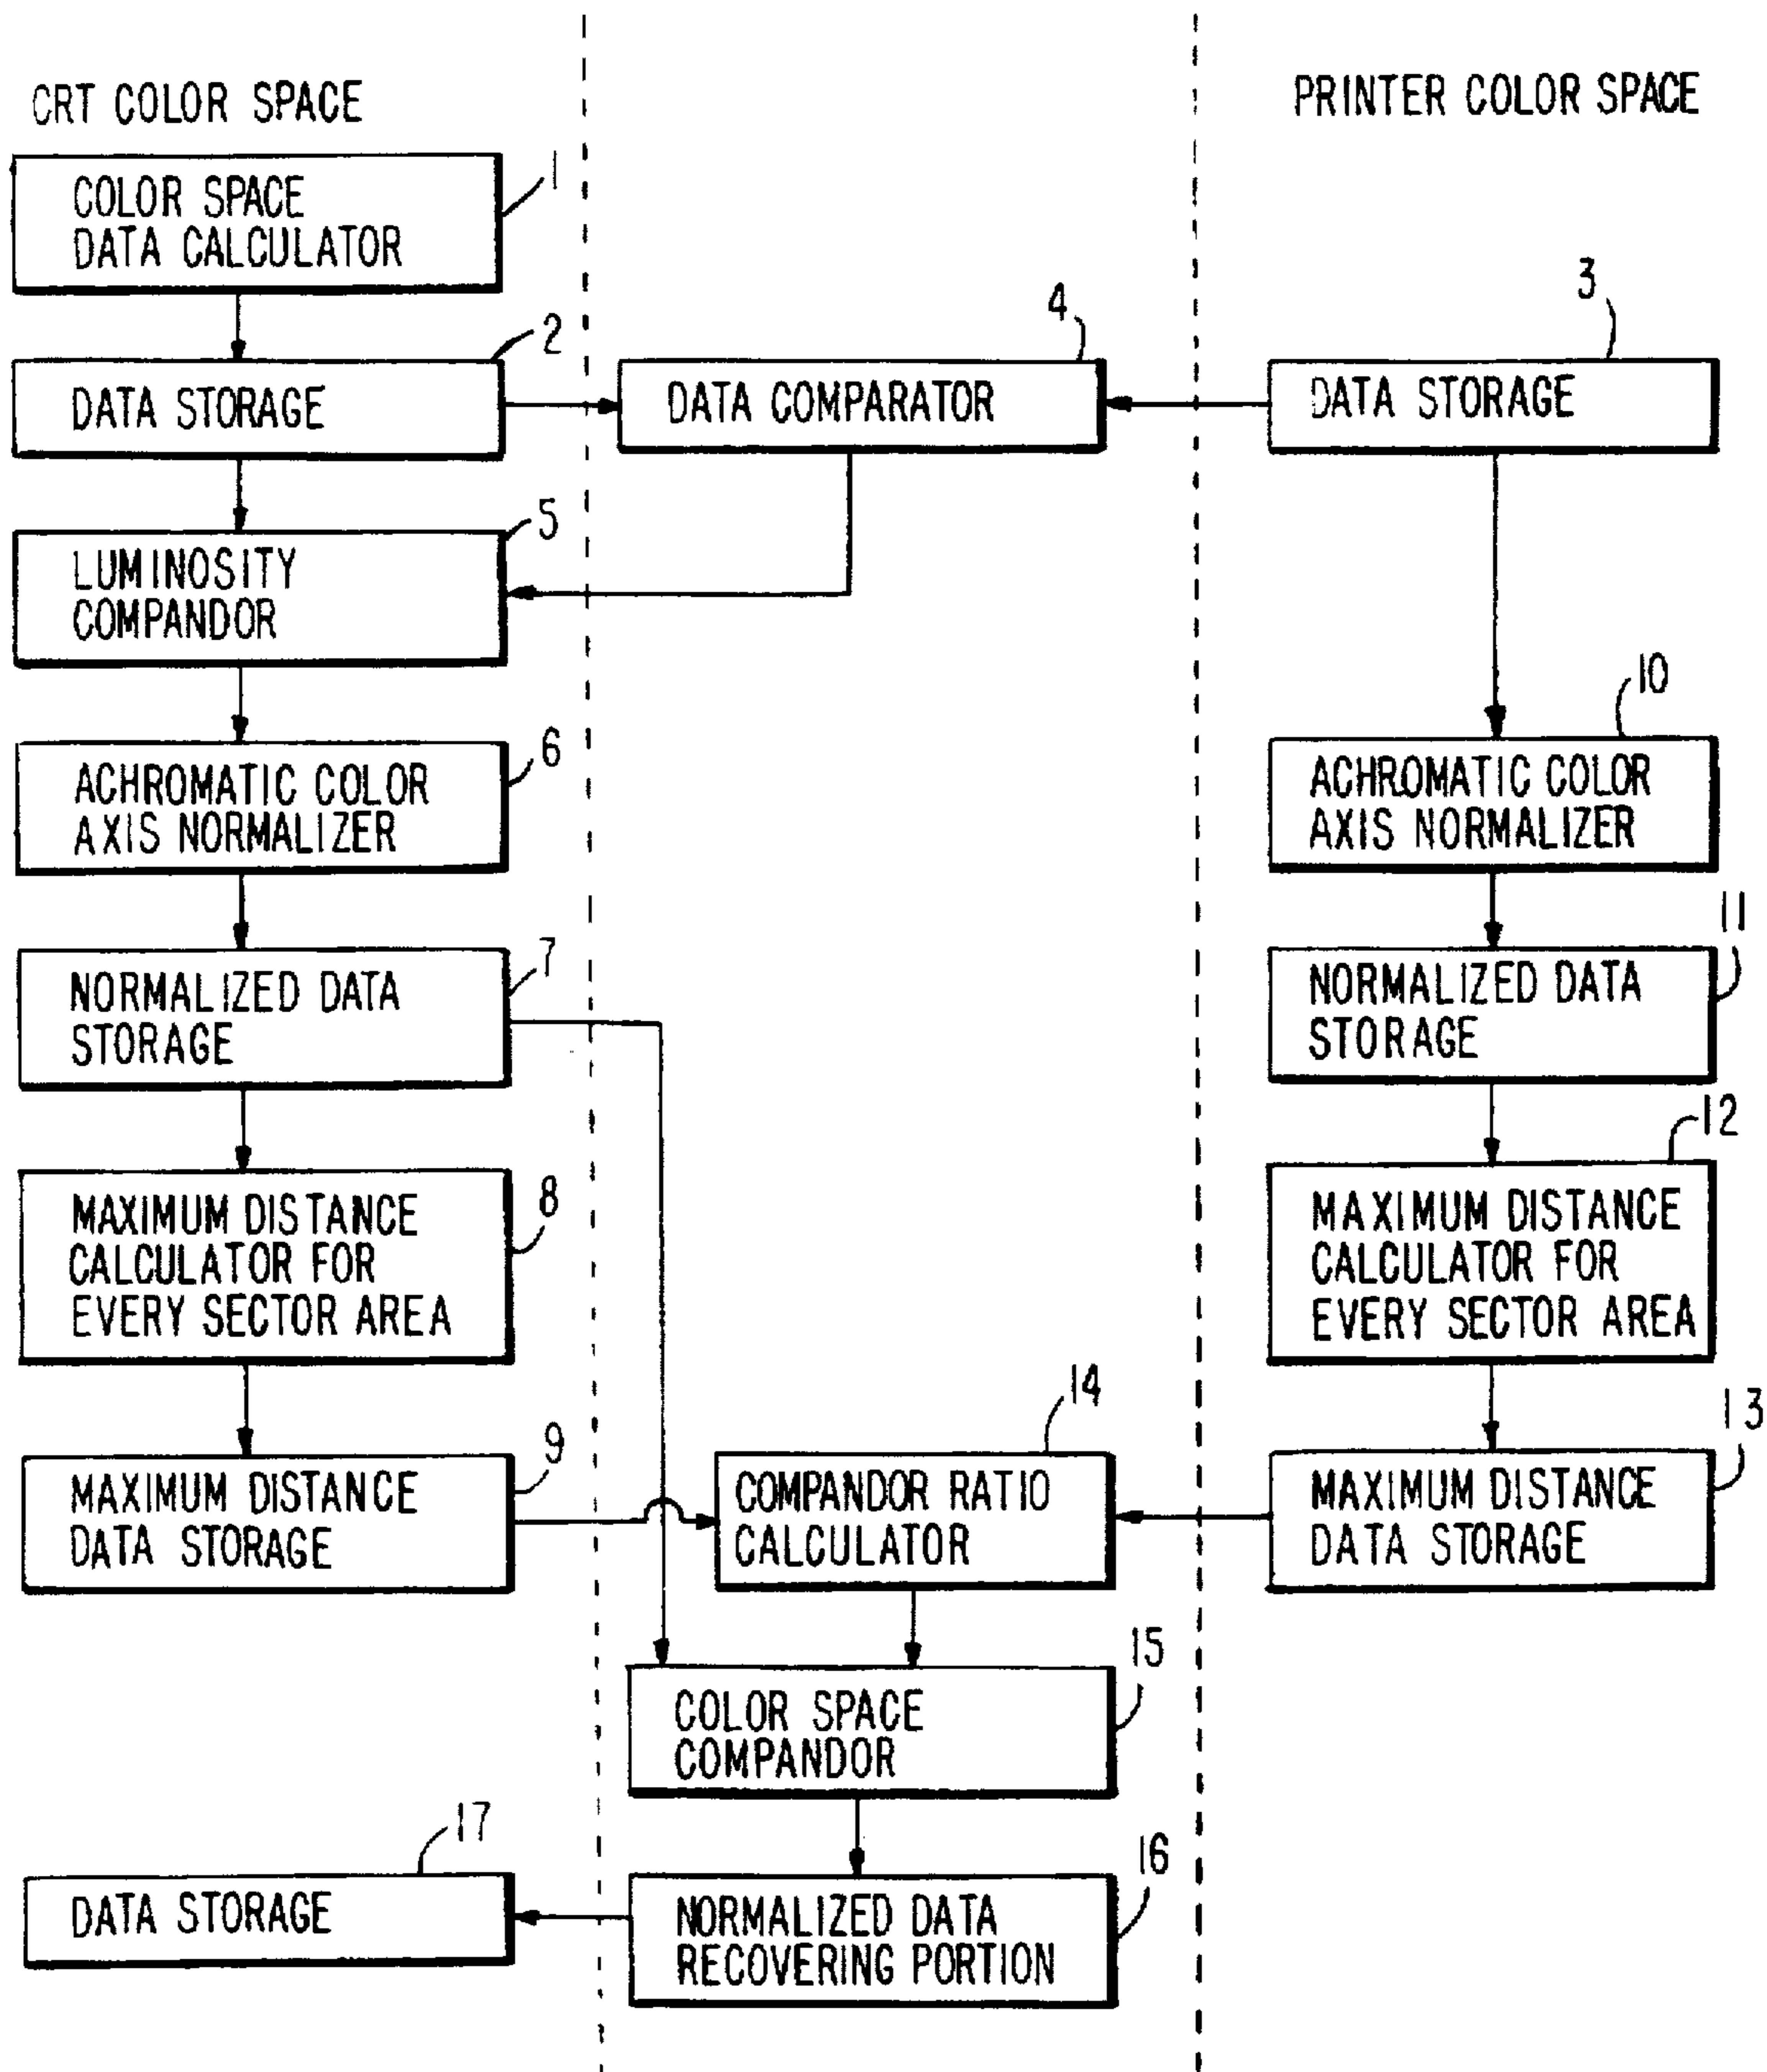 CRT COLOR SPACE
PRINTER COLOR SPACE
1
COLOR SPACE
DATA CALCULATOR
2
DATA STORAGE
4
DATA COMPARATOR
3
DATA STORAGE
5
LUMINOSITY
COMPANDOR
6
ACHROMATIC COLOR
AXIS NORMALIZER
10
ACHROMATIC COLOR
AXIS NORMALIZER
7
NORMALIZED DATA
STORAGE
11
NORMALIZED DATA
STORAGE
8
MAXIMUM DISTANCE
CALCULATOR FOR
EVERY SECTOR AREA
12
MAXIMUM DISTANCE
CALCULATOR FOR
EVERY SECTOR AREA
9
MAXIMUM DISTANCE
DATA STORAGE
14
COMPANDOR RATIO
CALCULATOR
13
MAXIMUM DISTANCE
DATA STORAGE
15
COLOR SPACE
COMPANDOR
17
DATA STORAGE
16
NORMALIZED DATA
RECOVERING PORTION